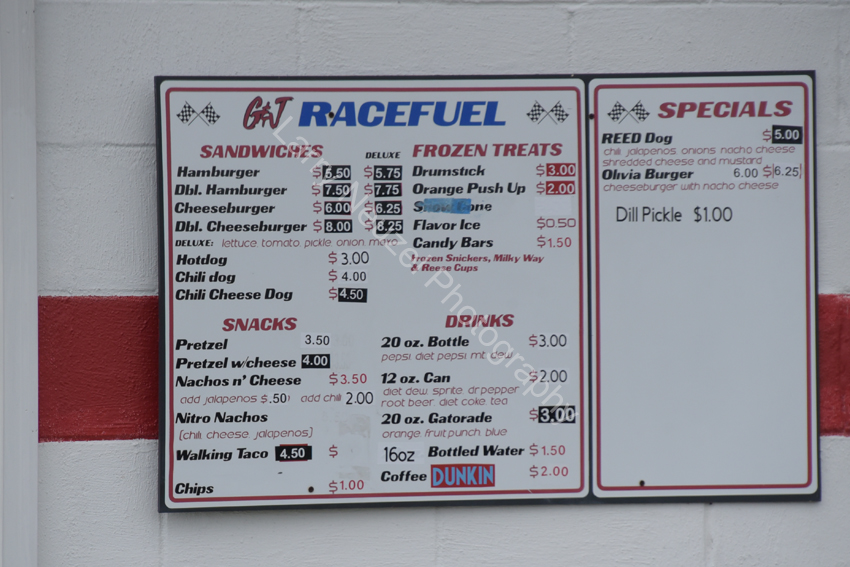 G&T RACEFUEL
SANDWICHES DELUXE
Hamburger $5.50 $5.75
Dbl. Hamburger $7.50 $7.75
Cheeseburger $6.00 $6.25
Dbl. Cheeseburger $8.00 $8.25
DELUXE: lettuce, tomato, pickle, onion, mayo
Hotdog $3.00
Chili dog $4.00
Chili Cheese Dog $4.50
SNACKS
Pretzel 3.50
Pretzel w/cheese 4.00
Nachos n' Cheese $3.50
add jalapenos $.50) add chili 2.00
Nitro Nachos
(chili, cheese, jalapenos)
Walking Taco 4.50 $
Chips $1.00
FROZEN TREATS
Drumstick $3.00
Orange Push Up $2.00
Flavor Ice $0.50
Candy Bars $1.50
Frozen Snickers, Milky Way
& Reese Cups
DRINKS
20 oz. Bottle $3.00
pepsi, diet pepsi, mt. dew
12 oz. Can $2.00
diet dew, sprite, dr.pepper
root beer, diet coke, tea
20 oz. Gatorade $3.00
orange, fruit punch, blue
16oz Bottled Water $1.50
Coffee DUNKIN $2.00
SPECIALS
REED Dog $5.00
chili, jalapenos, onions, nacho cheese
shredded cheese and mustard
Olivia Burger 6.00 $(6.25)
cheeseburger with nacho cheese
Dill Pickle $1.00
Larry Neutzel Photography